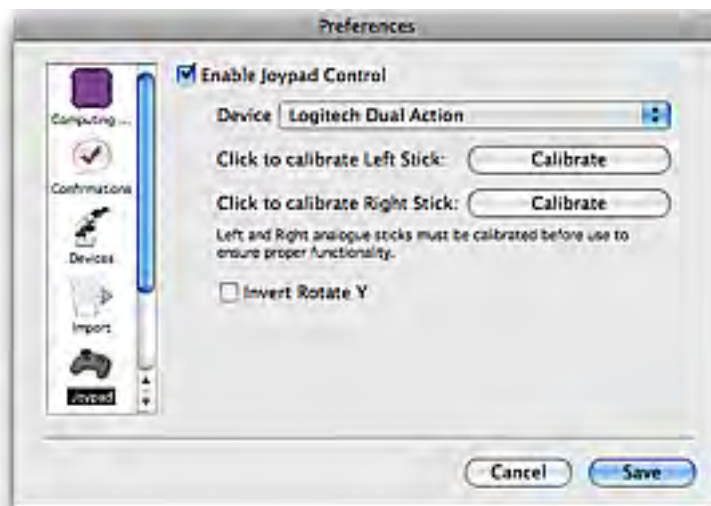 Preferences
Computing ...
Confirmations
Devices
Import
Joypad
Enable Joypad Control
Device Logitech Dual Action
Click to calibrate Left Stick: Calibrate
Click to calibrate Right Stick: Calibrate
Left and Right analogue sticks must be calibrated before use to
ensure proper functionality.
Invert Rotate Y
Cancel Save